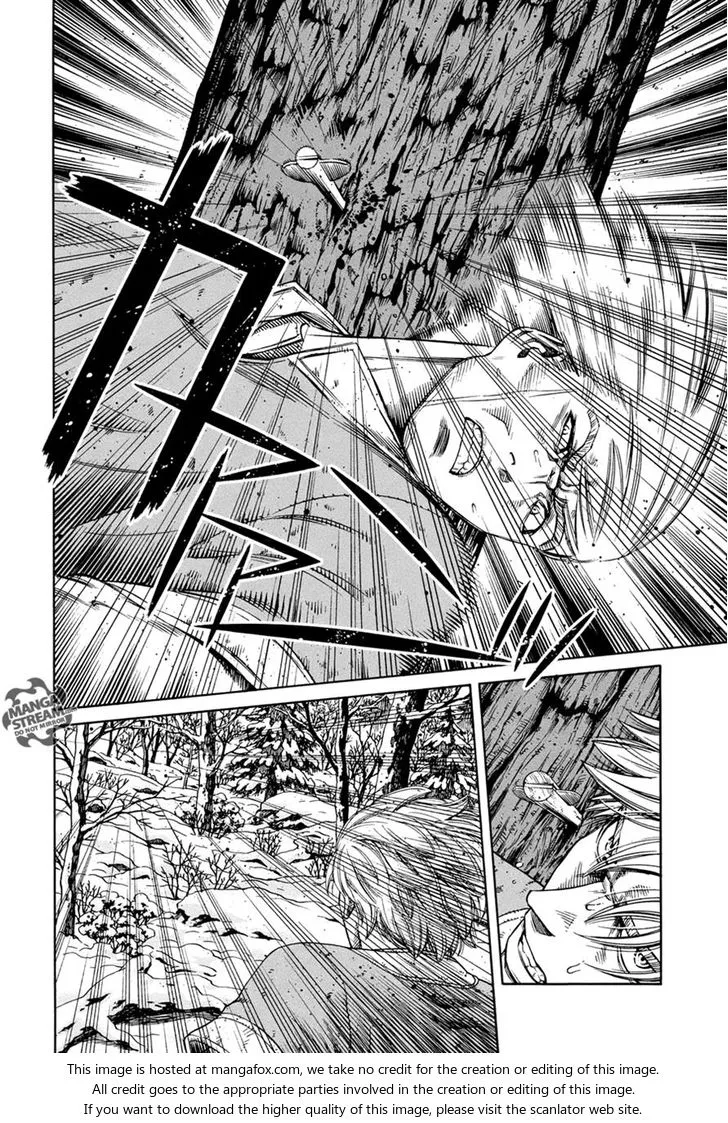 カァァンッ
MANGA
STREAM
DO NOT MIRROR
This image is hosted at mangafox.com, we take no credit for the creation or editing of this image.
All credit goes to the appropriate parties involved in the creation or editing of this image.
If you want to download the higher quality of this image, please visit the scanlator web site.